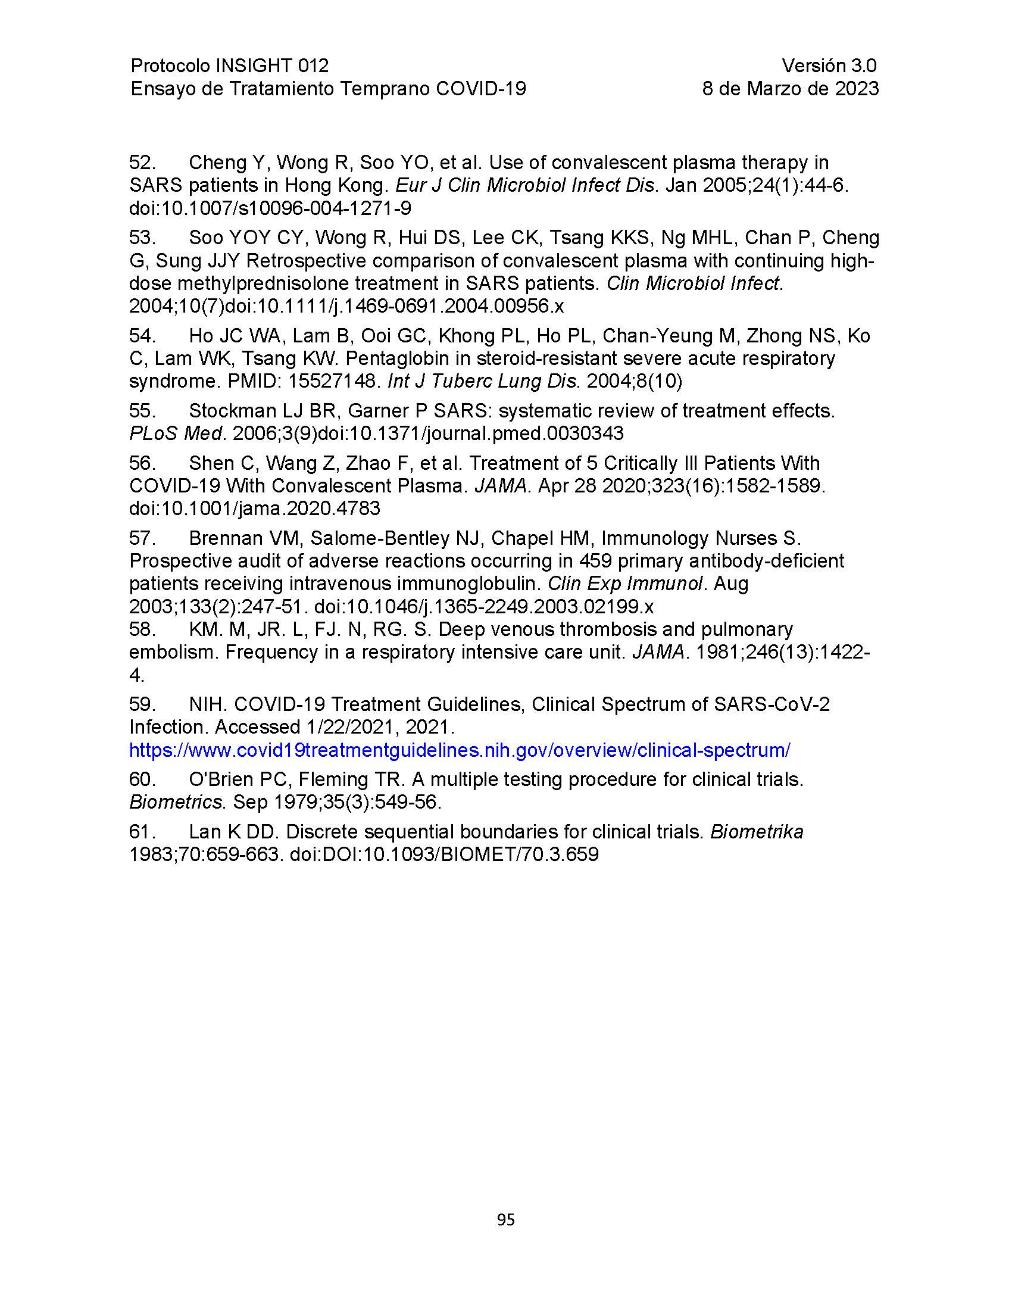 Protocolo INSIGHT 012 Versión 3.0
Ensayo de Tratamiento Temprano COVID-19 8 de Marzo de 2023
52. Cheng Y, Wong R, Soo YO, et al. Use of convalescent plasma therapy in
SARS patients in Hong Kong. Eur J Clin Microbiol Infect Dis. Jan 2005;24(1):44-6.
doi:10.1007/s10096-004-1271-9
53. Soo YOY CY, Wong R, Hui DS, Lee CK, Tsang KKS, Ng MHL, Chan P, Cheng
G, Sung JJY Retrospective comparison of convalescent plasma with continuing high-
dose methylprednisolone treatment in SARS patients. Clin Microbiol Infect.
2004;10(7)doi:10.1111/j.1469-0691.2004.00956.x
54. Ho JC WA, Lam B, Ooi GC, Khong PL, Ho PL, Chan-Yeung M, Zhong NS, Ko
C, Lam WK, Tsang KW. Pentaglobin in steroid-resistant severe acute respiratory
syndrome. PMID: 15527148. Int J Tuberc Lung Dis. 2004;8(10)
55. Stockman LJ BR, Garner P SARS: systematic review of treatment effects.
PLoS Med. 2006;3(9)doi:10.1371/journal.pmed.0030343
56. Shen C, Wang Z, Zhao F, et al. Treatment of 5 Critically Ill Patients With
COVID-19 With Convalescent Plasma. JAMA. Apr 28 2020;323(16):1582-1589.
doi:10.1001/jama.2020.4783
57. Brennan VM, Salome-Bentley NJ, Chapel HM, Immunology Nurses S.
Prospective audit of adverse reactions occurring in 459 primary antibody-deficient
patients receiving intravenous immunoglobulin. Clin Exp Immunol. Aug
2003;133(2):247-51. doi:10.1046/j.1365-2249.2003.02199.x
58. KM. M, JR. L, FJ. N, RG. S. Deep venous thrombosis and pulmonary
embolism. Frequency in a respiratory intensive care unit. JAMA. 1981;246(13):1422-
4.
59. NIH. COVID-19 Treatment Guidelines, Clinical Spectrum of SARS-CoV-2
Infection. Accessed 1/22/2021, 2021.
https://www.covid19treatmentguidelines.nih.gov/overview/clinical-spectrum/
60. O'Brien PC, Fleming TR. A multiple testing procedure for clinical trials.
Biometrics. Sep 1979;35(3):549-56.
61. Lan K DD. Discrete sequential boundaries for clinical trials. Biometrika
1983;70:659-663. doi:DOI:10.1093/BIOMET/70.3.659
95